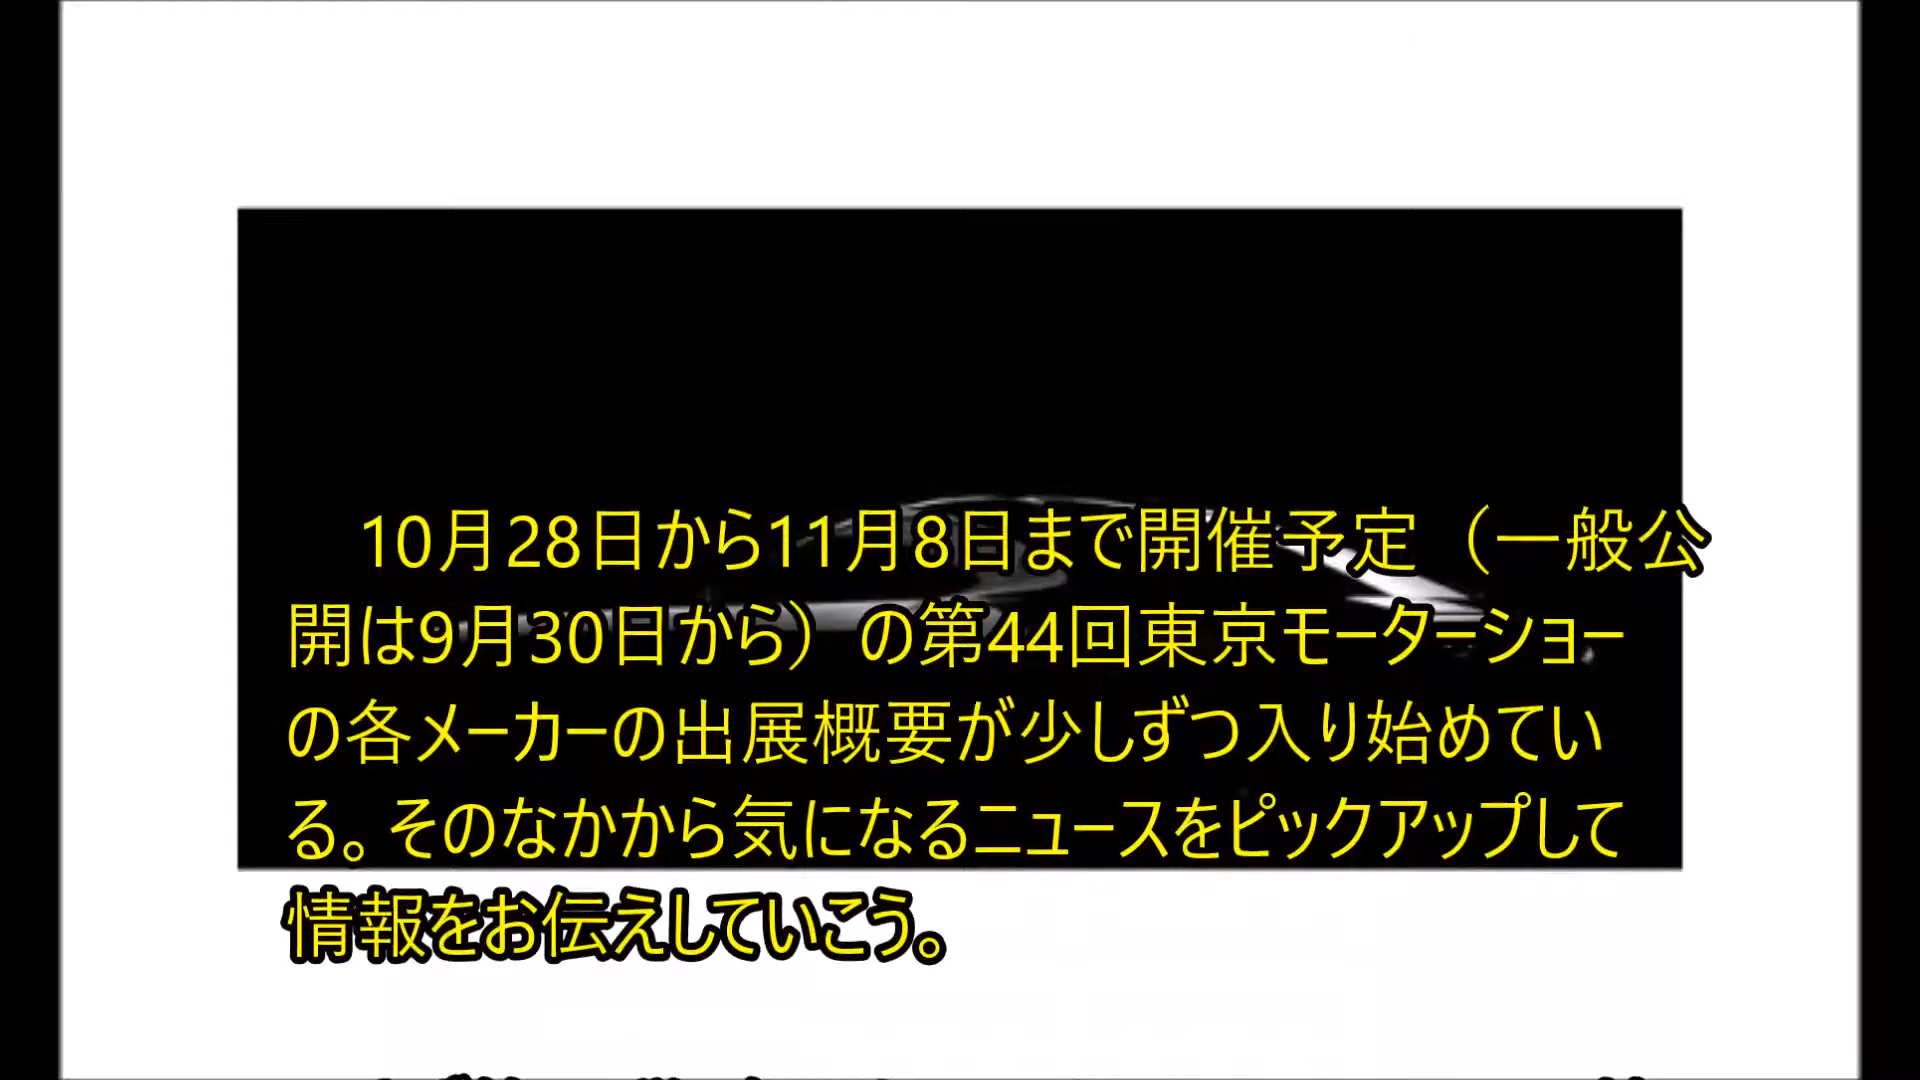 10月28日から11月8日まで開催予定（一般公
開は9月30日から）の第44回東京モーターショー
の各メーカーの出展概要が少しずつ入り始めてい
る。そのなかから気になるニュースをピックアップして
情報をお伝えしていこう。